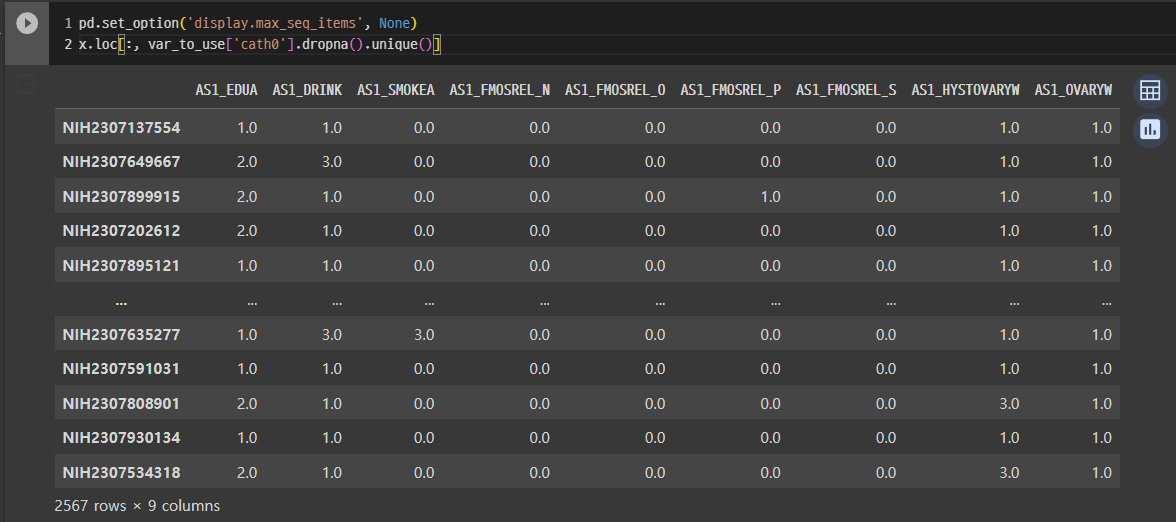 1 pd.set_option('display.max_seq_items', None)
2 x.loc[:, var_to_use['cath0'].dropna().unique()]
AS1_EDUA AS1_DRINK AS1_SMOKEA AS1_FMOSREL_N AS1_FMOSREL_O AS1_FMOSREL_P AS1_FMOSREL_S AS1_HYSTOVARYW AS1_OVARYW
NIH2307137554 1.0 1.0 0.0 0.0 0.0 0.0 0.0 1.0 1.0
NIH2307649667 2.0 3.0 0.0 0.0 0.0 0.0 0.0 1.0 1.0
NIH2307899915 2.0 1.0 0.0 0.0 0.0 1.0 0.0 1.0 1.0
NIH2307202612 2.0 1.0 0.0 0.0 0.0 0.0 0.0 1.0 1.0
NIH2307895121 1.0 1.0 0.0 0.0 0.0 0.0 0.0 1.0 1.0
... ... ... ... ... ... ... ... ... ...
NIH2307635277 1.0 3.0 3.0 0.0 0.0 0.0 0.0 1.0 1.0
NIH2307591031 1.0 1.0 0.0 0.0 0.0 0.0 0.0 1.0 1.0
NIH2307808901 2.0 1.0 0.0 0.0 0.0 0.0 0.0 3.0 1.0
NIH2307930134 1.0 1.0 0.0 0.0 0.0 0.0 0.0 1.0 1.0
NIH2307534318 2.0 1.0 0.0 0.0 0.0 0.0 0.0 3.0 1.0
2567 rows × 9 columns